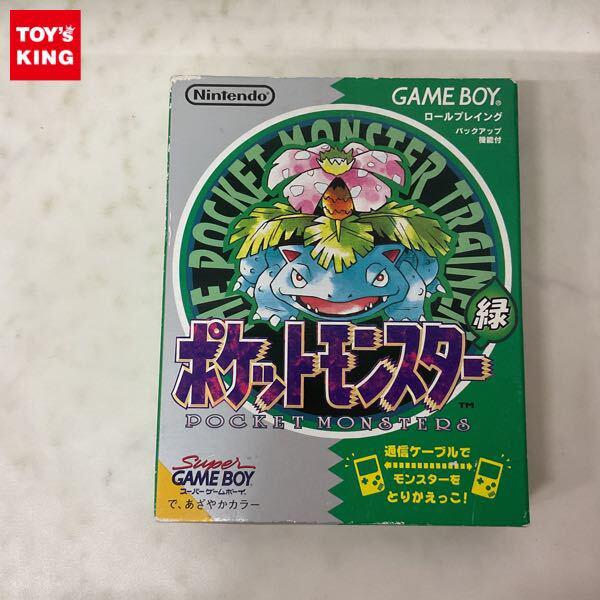 TOY's
KING
Nintendo
GAME BOY®
ロールプレイング
バックアップ
機能付
THE POCKET MONSTER TRAINER
緑
ポケットモンスター
TM
POCKET MONSTERS
Super
GAME BOY
スーパーゲームボーイ
で、あざやかカラー
通信ケーブルで
モンスターを
とりかえっこ!